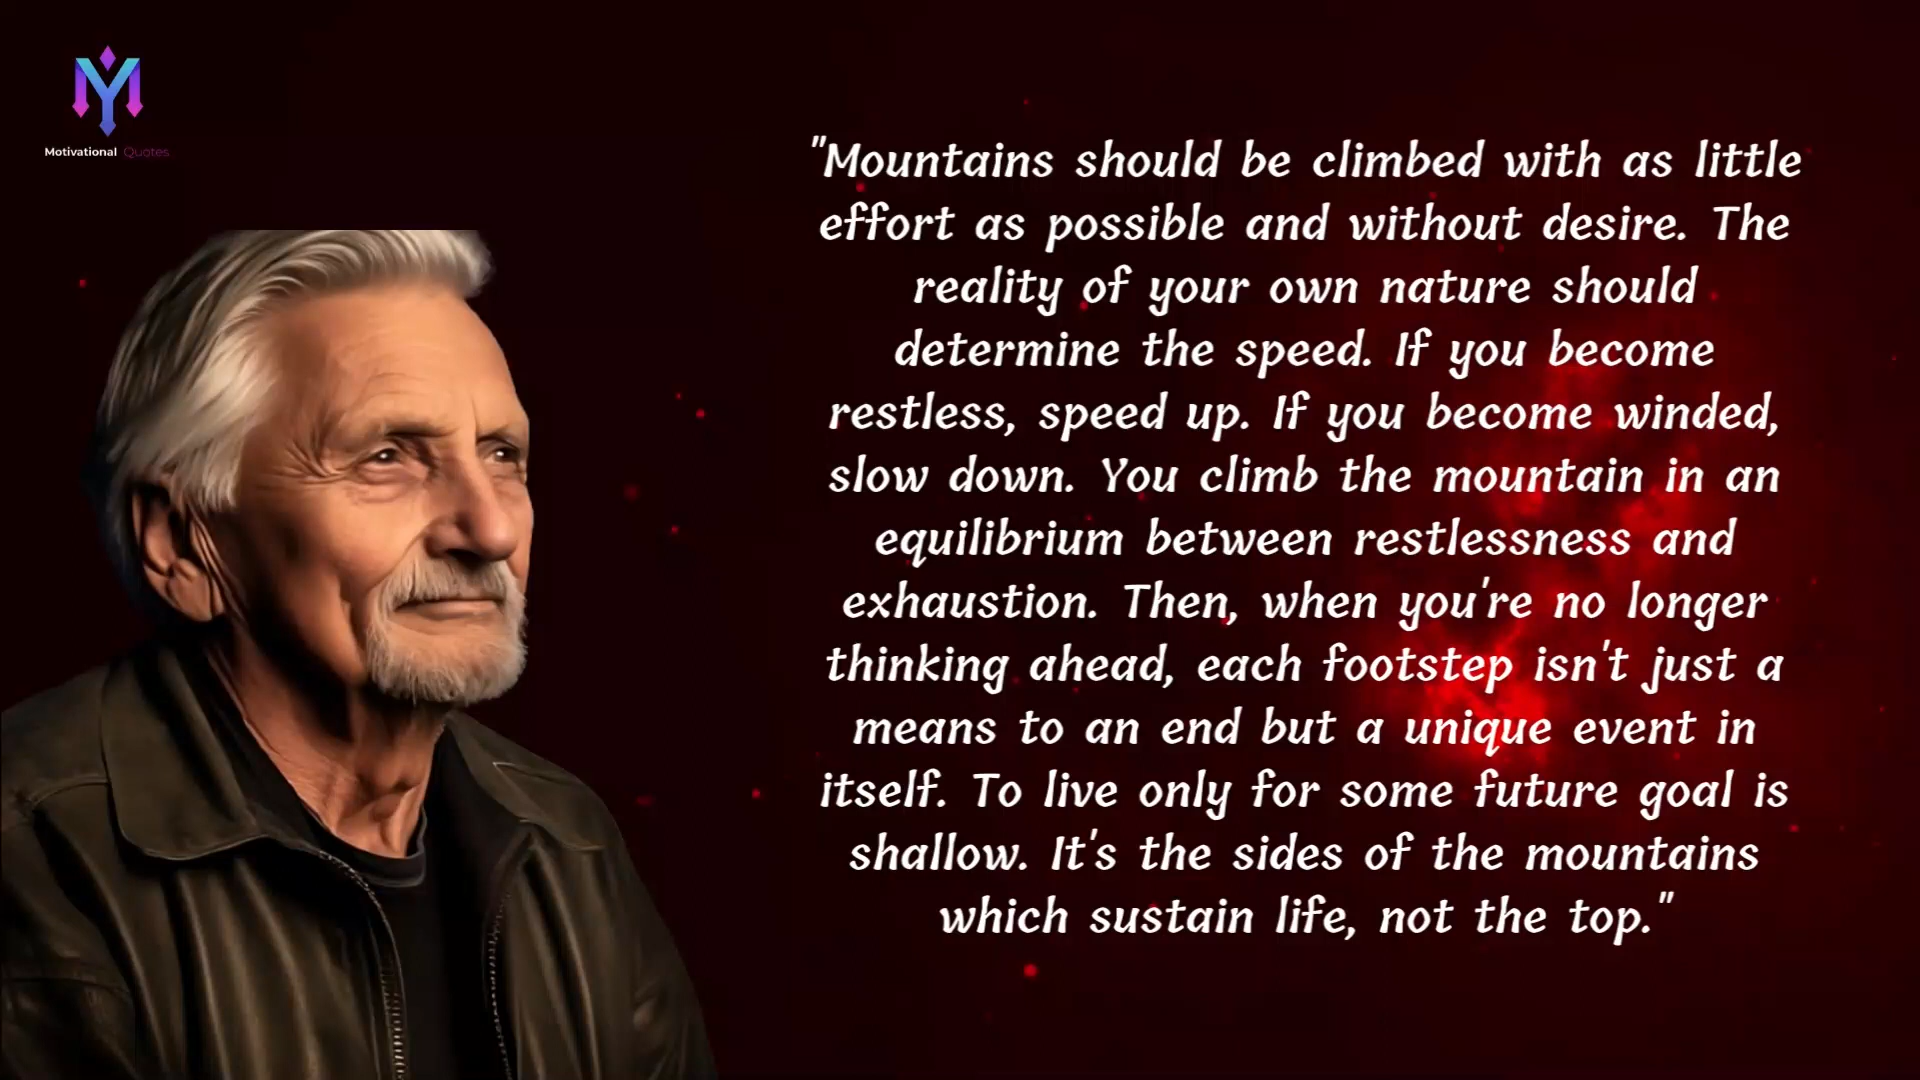 Motivational Quotes
"Mountains should be climbed with as little
effort as possible and without desire. The
reality of your own nature should
determine the speed. If you become
restless, speed up. If you become winded,
slow down. You climb the mountain in an
equilibrium between restlessness and
exhaustion. Then, when you're no longer
thinking ahead, each footstep isn't just a
means to an end but a unique event in
itself. To live only for some future goal is
shallow. It's the sides of the mountains
which sustain life, not the top."